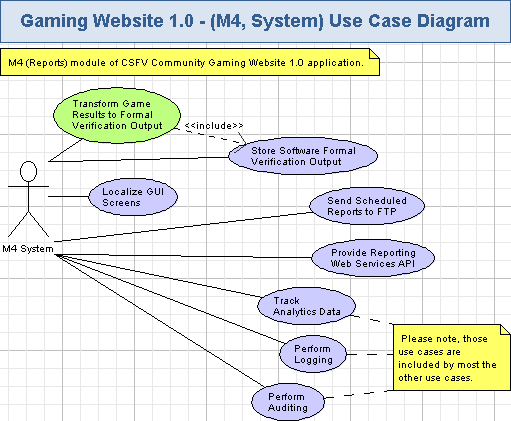 Gaming Website 1.0 - (M4, System) Use Case Diagram
M4 (Reports) module of CSFV Community Gaming Website 1.0 application.
Transform Game
Results to Formal
Verification Output
<<include>>
Store Software Formal
Verification Output
Localize GUI
Screens
Send Scheduled
Reports to FTP
M4 System
Provide Reporting
Web Services API
Track
Analytics Data
Please note, those
use cases are
included by most the
other use cases.
Perform
Logging
Perform
Auditing